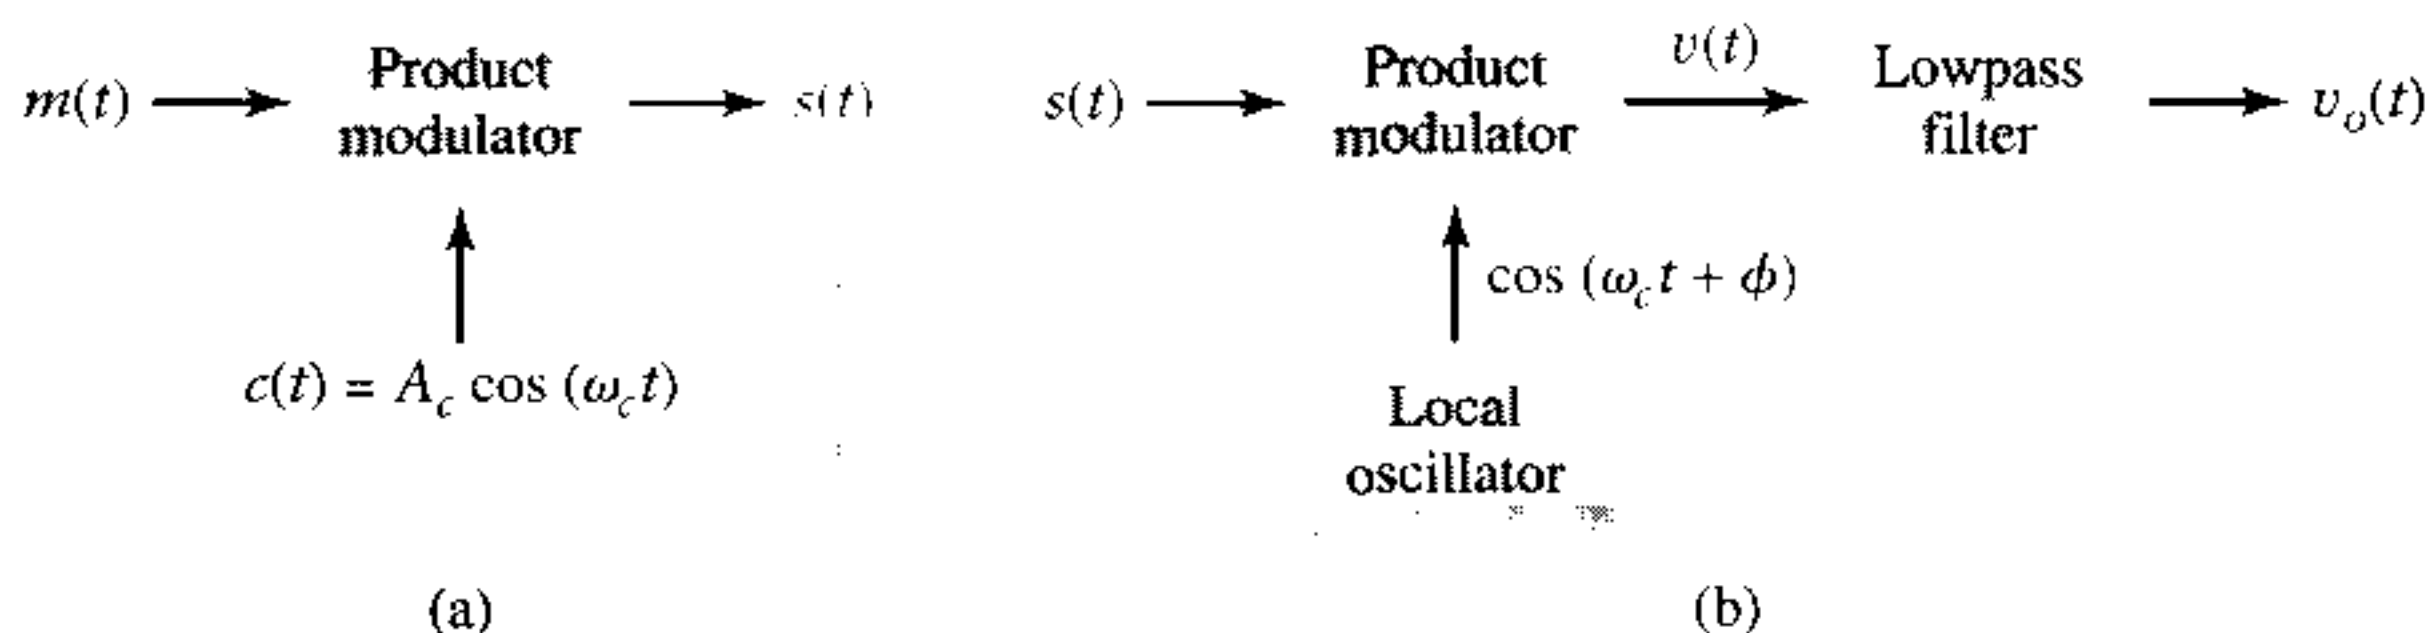 m(t)
Product
modulator
s(t)
c(t) = A_c cos (ω_c t)
(a)
s(t)
Product
modulator
v(t)
Lowpass
filter
v_o(t)
cos (ω_c t + ϕ)
Local
oscillator
(b)